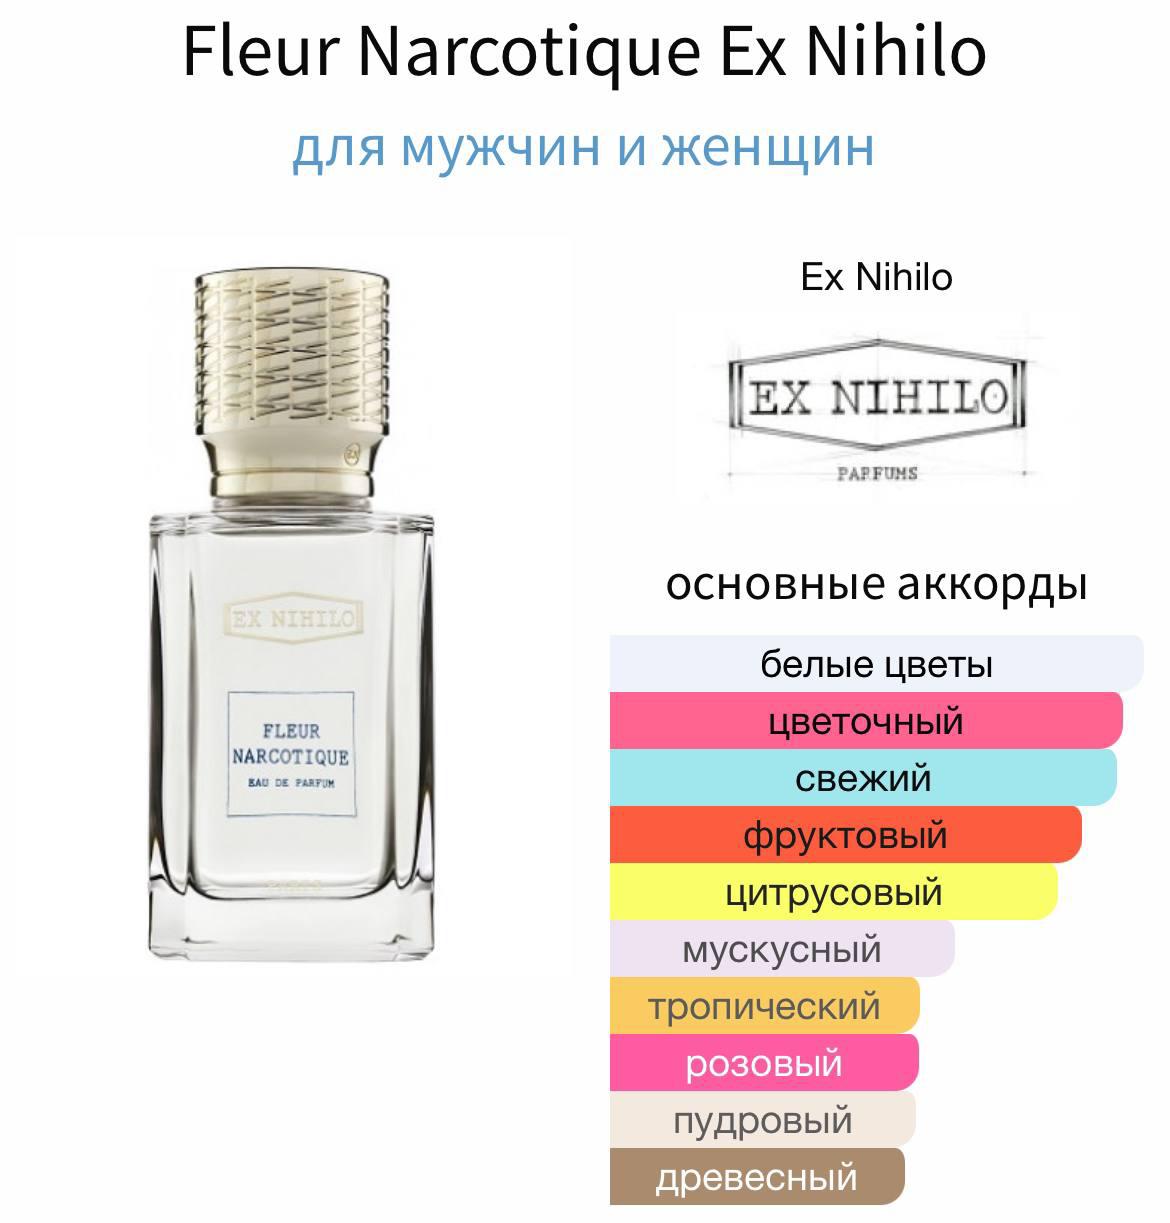 Fleur Narcotique Ex Nihilo
для мужчин и женщин
EX NIHILO
FLEUR
NARCOTIQUE
EAU DE PARFUM
PARIS
Ex Nihilo
EX NIHILO
PARFUMS
основные аккорды
белые цветы
цветочный
свежий
фруктовый
цитрусовый
мускусный
тропический
розовый
пудровый
древесный